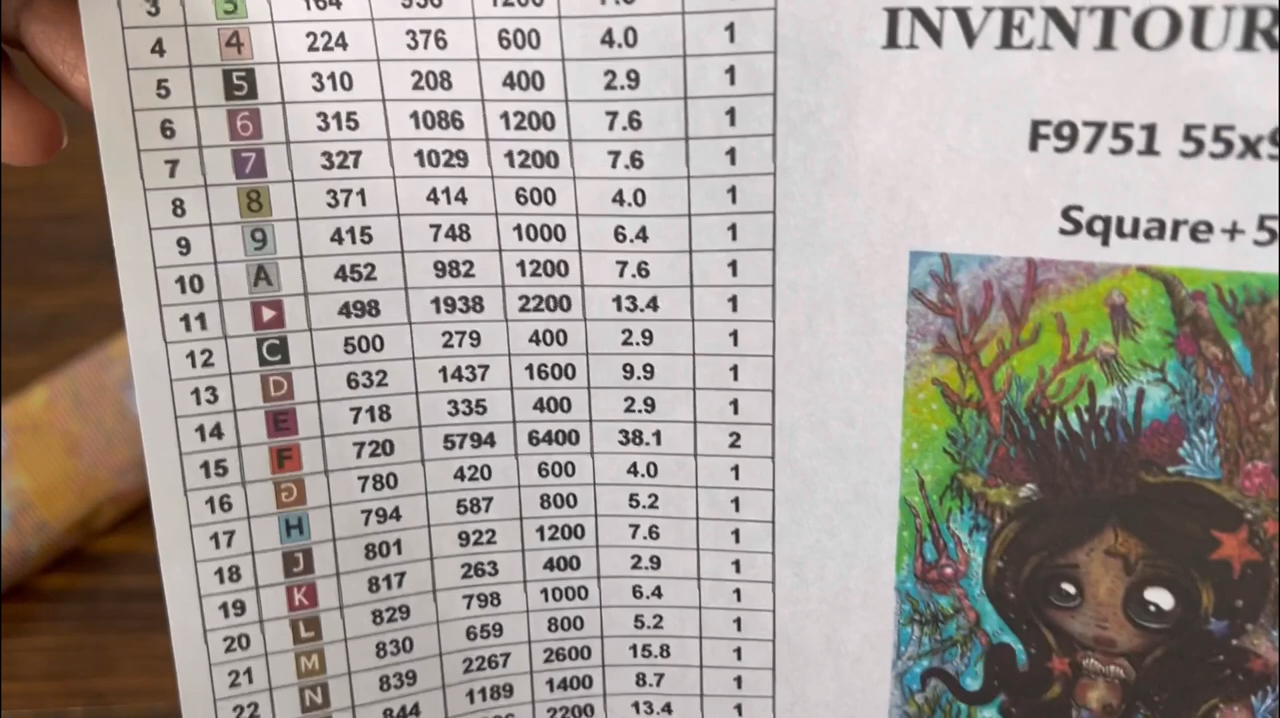 3 3 164 1200
4 4 224 376 600 4.0 1
5 5 310 208 400 2.9 1
6 6 315 1086 1200 7.6 1
7 7 327 1029 1200 7.6 1
8 8 371 414 600 4.0 1
9 9 415 748 1000 6.4 1
10 A 452 982 1200 7.6 1
11 ▶ 498 1938 2200 13.4 1
12 C 500 279 400 2.9 1
13 D 632 1437 1600 9.9 1
14 E 718 335 400 2.9 1
15 F 720 5794 6400 38.1 2
16 780 420 600 4.0 1
17 H 794 587 800 5.2 1
18 J 801 922 1200 7.6 1
19 K 817 263 400 2.9 1
20 L 829 798 1000 6.4 1
21 M 830 659 800 5.2 1
22 N 839 2267 2600 15.8 1
844 1189 1400 8.7 1
2200 13.4 1
INVENTOUR
F9751 55x
Square+5